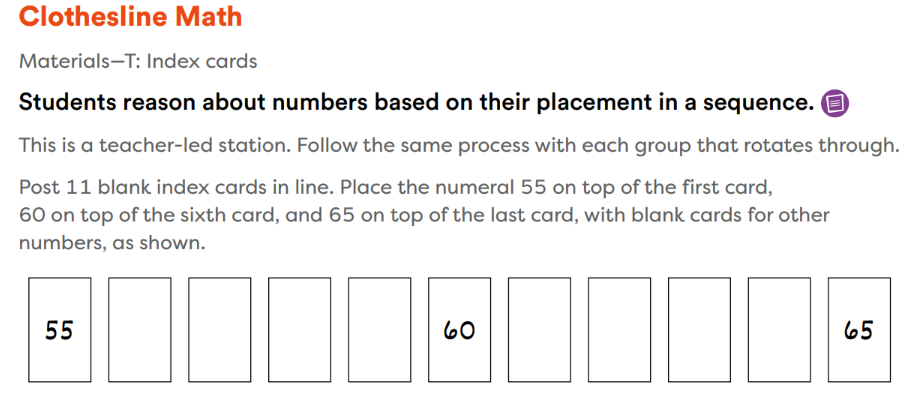 Clothesline Math
Materials—T: Index cards
Students reason about numbers based on their placement in a sequence.
This is a teacher-led station. Follow the same process with each group that rotates through.
Post 11 blank index cards in line. Place the numeral 55 on top of the first card,
60 on top of the sixth card, and 65 on top of the last card, with blank cards for other
numbers, as shown.
55 60 65